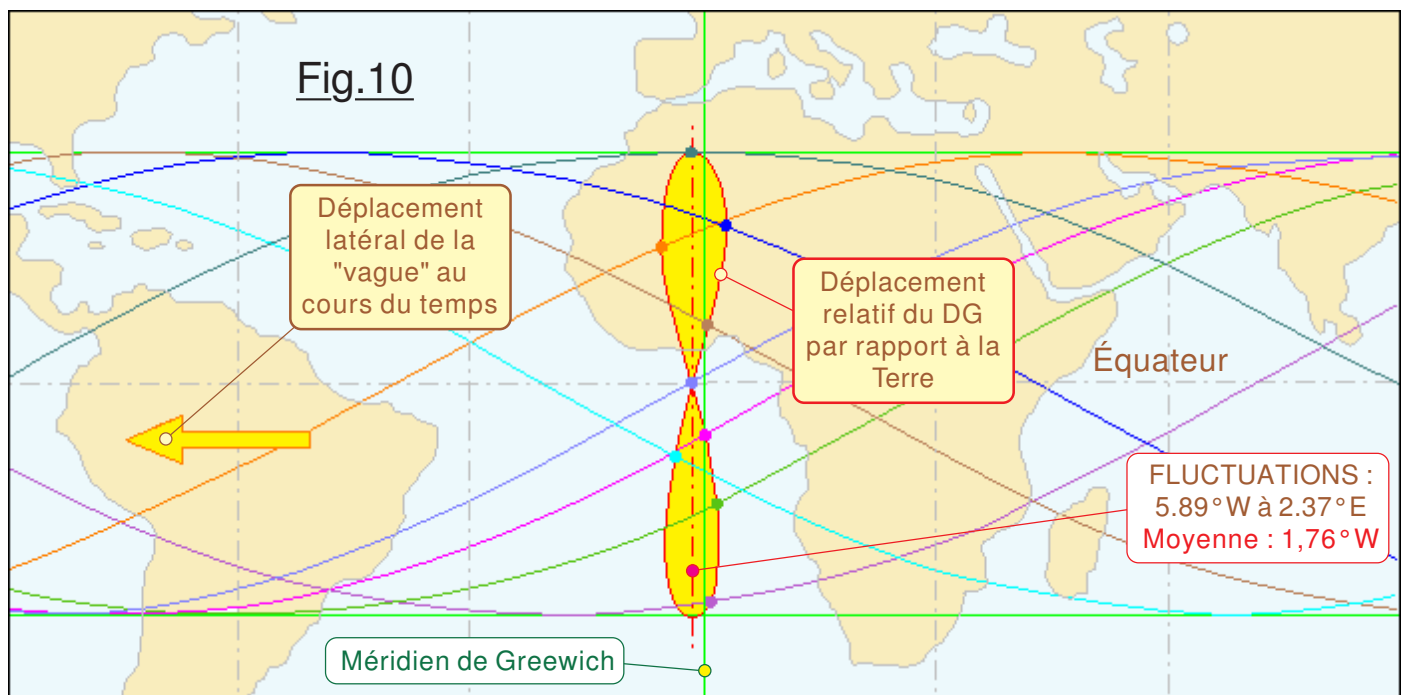 Fig.10
Déplacement
latéral de la
"vague" au
cours du temps
Déplacement
relatif du DG
par rapport à la
Terre
Équateur
FLUCTUATIONS :
5.89°W à 2.37°E
Moyenne : 1,76°W
Méridien de Greewich